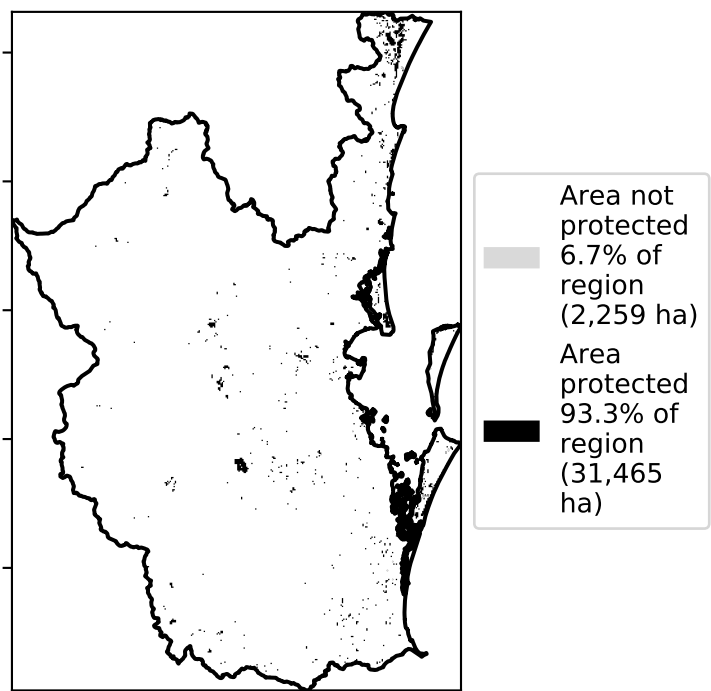 Area not
protected
6.7% of
region
(2,259 ha)
Area
protected
93.3% of
region
(31,465
ha)